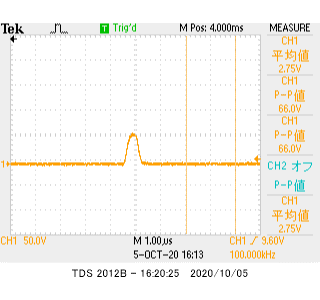 Tek T Trig'd M Pos: 4.000ms MEASURE
CH1
平均値
2.75V
CH1
P-P値
66.0V
CH1
P-P値
66.0V
CH2 オフ
P-P値
CH1
平均値
2.75V
1
CH1 50.0V M 1.00µs CH1 / 9.60V
5-OCT-20 16:13 100.000kHz
TDS 2012B - 16:20:25 2020/10/05